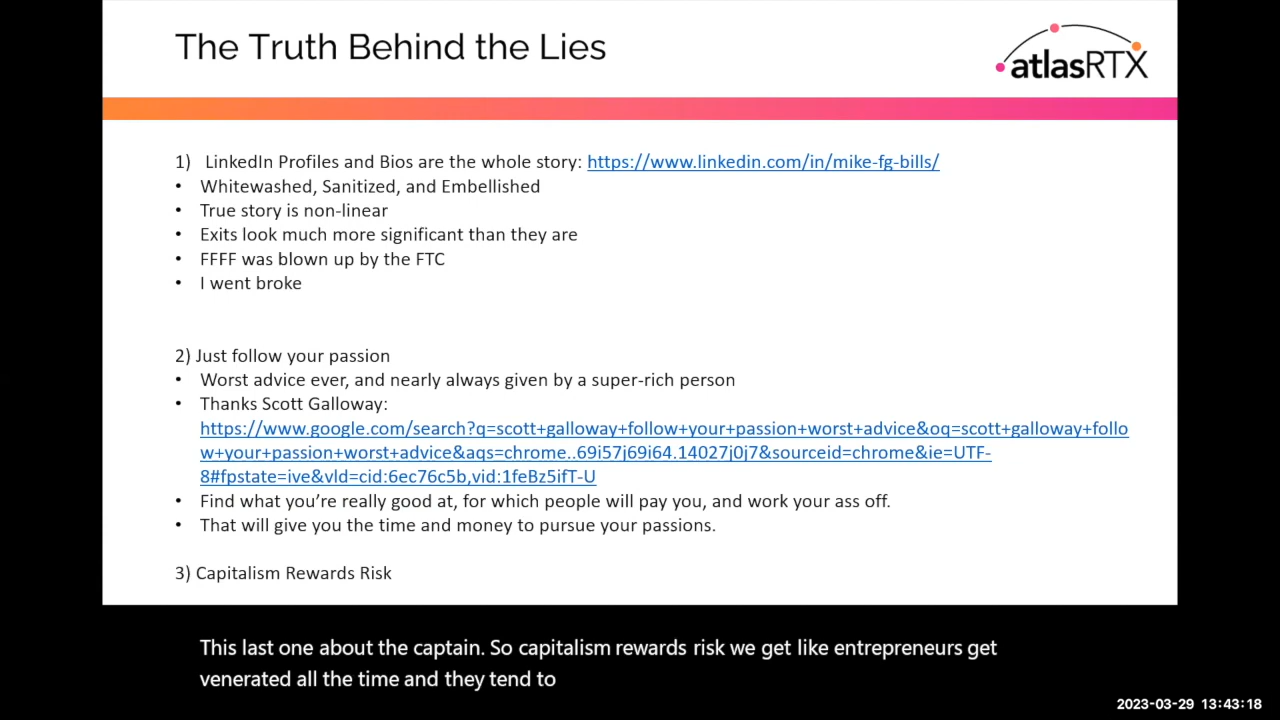 The Truth Behind the Lies
atlasRTX
1) LinkedIn Profiles and Bios are the whole story: https://www.linkedin.com/in/mike-fg-bills/
• Whitewashed, Sanitized, and Embellished
• True story is non-linear
• Exits look much more significant than they are
• FFFF was blown up by the FTC
• I went broke
2) Just follow your passion
• Worst advice ever, and nearly always given by a super-rich person
• Thanks Scott Galloway:
https://www.google.com/search?q=scott+galloway+follow+your+passion+worst+advice&oq=scott+galloway+follo
w+your+passion+worst+advice&aqs=chrome..69i57j69i64.14027j0j7&sourceid=chrome&ie=UTF-
8#fpstate=ive&vld=cid:6ec76c5b,vid:1feBz5ifT-U
• Find what you’re really good at, for which people will pay you, and work your ass off.
• That will give you the time and money to pursue your passions.
3) Capitalism Rewards Risk
This last one about the captain. So capitalism rewards risk we get like entrepreneurs get
venerated all the time and they tend to
2023-03-29 13:43:18